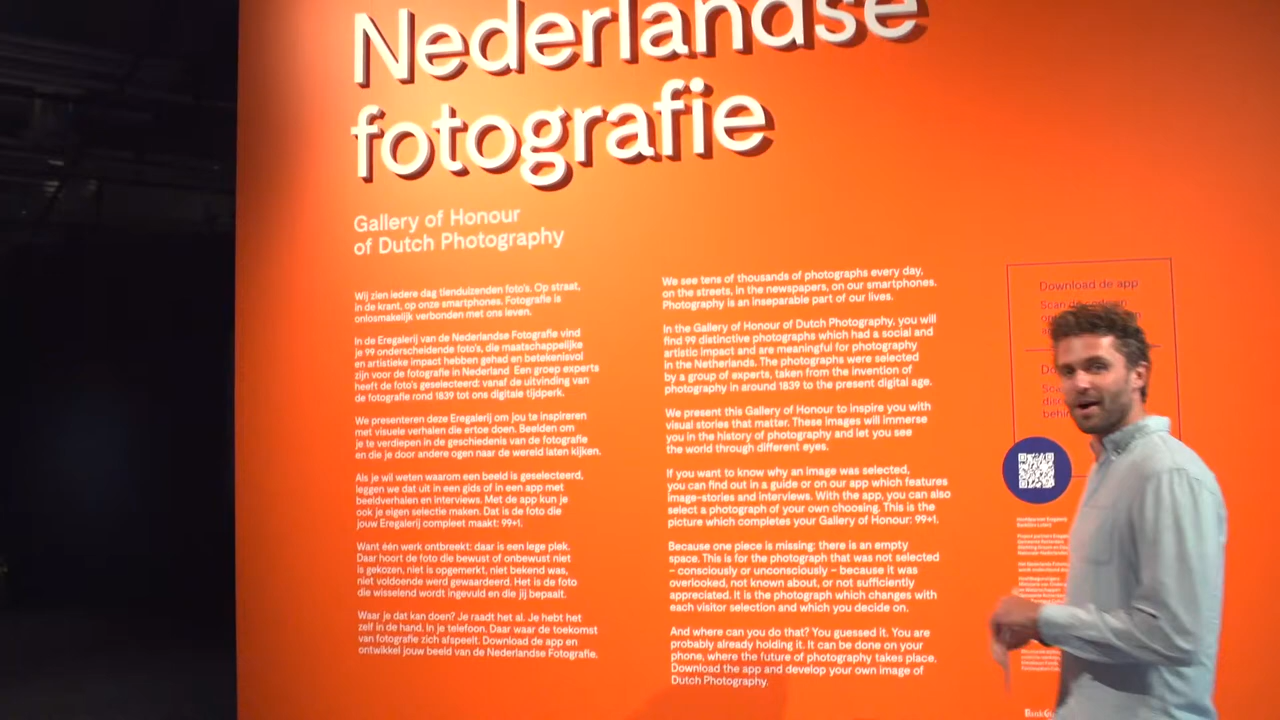 Nederlandse
fotografie
Gallery of Honour
of Dutch Photography
Wij zien iedere dag tienduizenden foto's. Op straat,
in de krant, op onze smartphones. Fotografie is
onlosmakelijk verbonden met ons leven.
In de Eregalerij van de Nederlandse Fotografie vind
je 99 onderscheidende foto's, die maatschappelijke
en artistieke impact hebben gehad en betekenisvol
zijn voor de fotografie in Nederland Een groep experts
heeft de foto's geselecteerd: vanaf de uitvinding van
de fotografie rond 1839 tot ons digitale tijdperk.
We presenteren deze Eregalerij om jou te inspireren
met visuele verhalen die ertoe doen. Beelden om
je te verdiepen in de geschiedenis van de fotografie
en die je door andere ogen naar de wereld laten kijken.
Als je wil weten waarom een beeld is geselecteerd,
leggen we dat uit in een gids of in een app met
beeldverhalen en interviews. Met de app kun je
ook je eigen selectie maken. Dat is de foto die
jouw Eregalerij compleet maakt: 99+1.
Want één werk ontbreekt: daar is een lege plek.
Daar hoort de foto die bewust of onbewust niet
is gekozen, niet is opgemerkt, niet bekend was,
niet voldoende werd gewaardeerd. Het is de foto
die wisselend wordt ingevuld en die jij bepaalt.
Waar je dat kan doen? Je raadt het al. Je hebt het
zelf in de hand. In je telefoon. Daar waar de toekomst
van fotografie zich afspeelt. Download de app en
ontwikkel jouw beeld van de Nederlandse Fotografie.
We see tens of thousands of photographs every day,
on the streets, in the newspapers, on our smartphones.
Photography is an inseparable part of our lives.
In the Gallery of Honour of Dutch Photography, you will
find 99 distinctive photographs which had a social and
artistic impact and are meaningful for photography
in the Netherlands. The photographs were selected
by a group of experts, taken from the invention of
photography in around 1839 to the present digital age.
We present this Gallery of Honour to inspire you with
visual stories that matter. These images will immerse
you in the history of photography and let you see
the world through different eyes.
If you want to know why an image was selected,
you can find out in a guide or on our app which features
image-stories and interviews. With the app, you can also
select a photograph of your own choosing. This is the
picture which completes your Gallery of Honour: 99+1.
Because one piece is missing: there is an empty
space. This is for the photograph that was not selected
– consciously or unconsciously – because it was
overlooked, not known about, or not sufficiently
appreciated. It is the photograph which changes with
each visitor selection and which you decide on.
And where can you do that? You guessed it. You are
probably already holding it. It can be done on your
phone, where the future of photography takes place.
Download the app and develop your own image of
Dutch Photography.
Download de app
Scan de code en